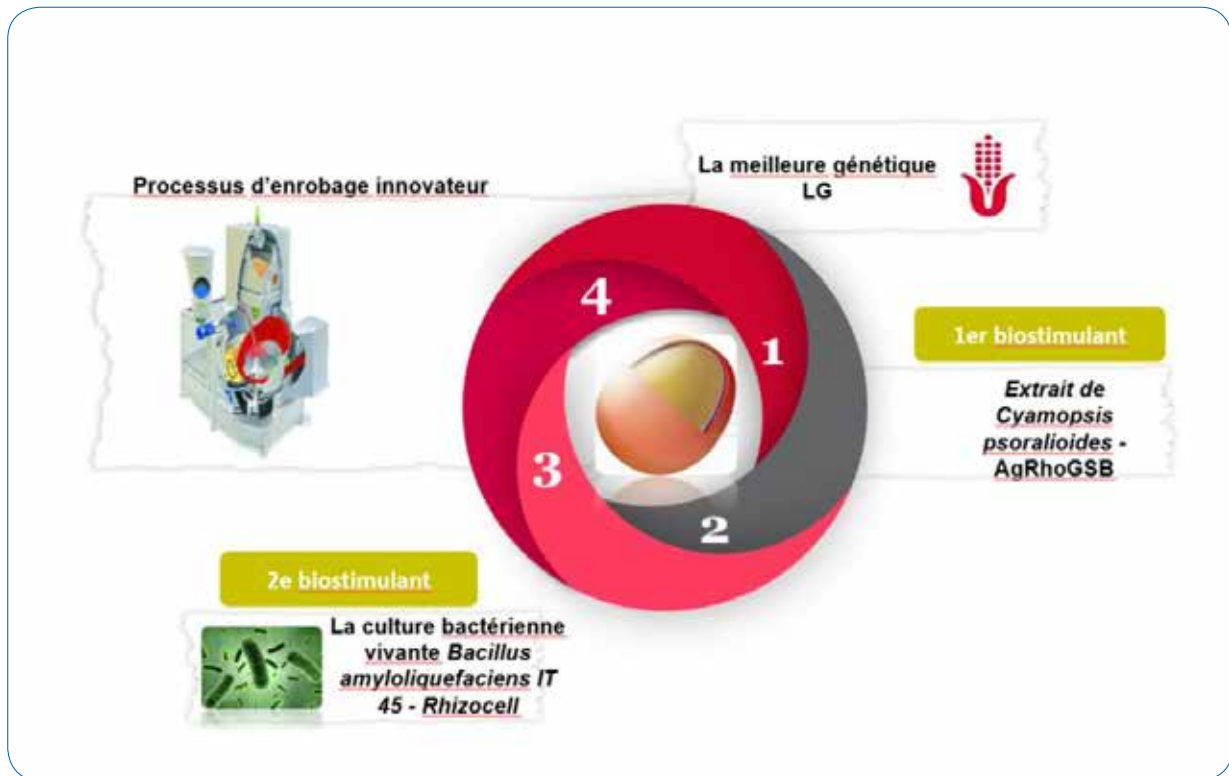 La meilleure génétique
LG
Processus d'enrobage innovateur
4
1
1er biostimulant
Extrait de
Cyamopsis
psoralioides -
AgRhoGSB
3
2
2e biostimulant
La culture bactérienne
vivante Bacillus
amyloliquefaciens IT
45 - Rhizocell